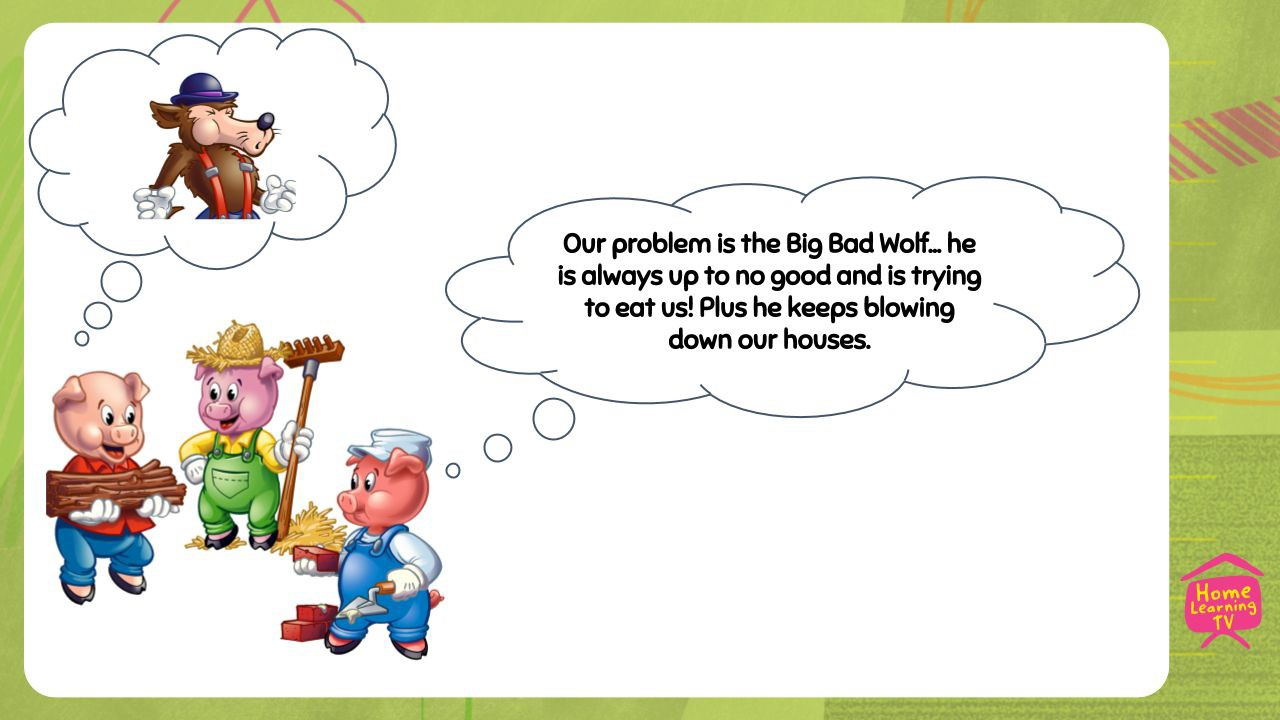 Our problem is the Big Bad Wolf... he
is always up to no good and is trying
to eat us! Plus he keeps blowing
down our houses.
Home
Learning
TV